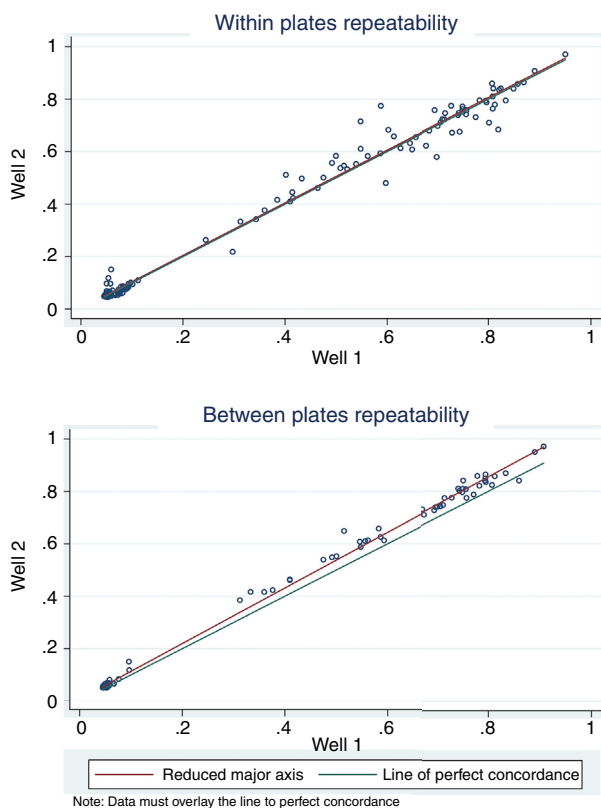 Within plates repeatability
Well 2
1
.8
.6
.4
.2
0
0 .2 .4 .6 .8 1
Well 1
Between plates repeatability
Well 2
1
.8
.6
.4
.2
0
0 .2 .4 .6 .8 1
Well 1
Reduced major axis Line of perfect concordance
Note: Data must overlay the line to perfect concordance